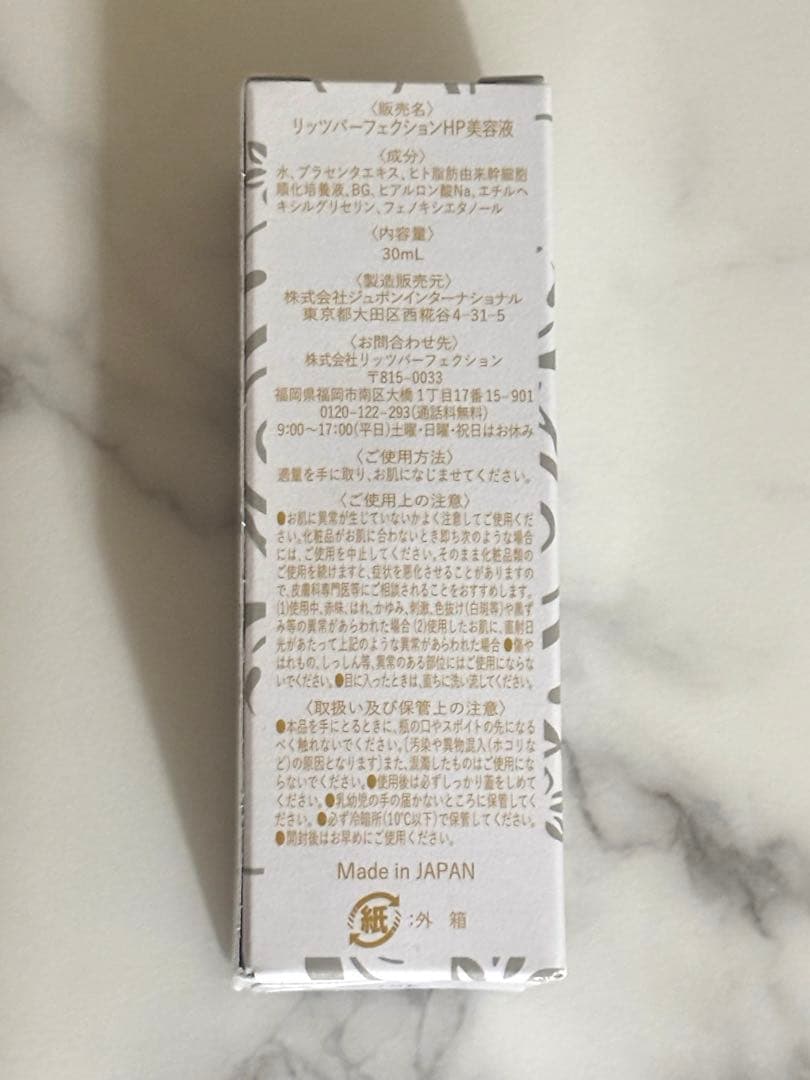 〈販売名〉
リッツパーフェクションHP美容液
〈成分〉
水、プラセンタエキス、ヒト脂肪由来幹細胞
順化培養液、BG、ヒアルロン酸Na、エチルヘ
キシルグリセリン、フェノキシエタノール
〈内容量〉
30mL
〈製造販売元〉
株式会社ジュポンインターナショナル
東京都大田区西糀谷4-31-5
〈お問合わせ先〉
株式会社リッツパーフェクション
〒815-0033
福岡県福岡市南区大橋1丁目17番15-901
0120-122-293(通話料無料)
9:00〜17:00(平日)土曜・日曜・祝日はお休み
〈ご使用方法〉
適量を手に取り、お肌になじませてください。
〈ご使用上の注意〉
●お肌に異常が生じていないかよく注意してご使用くだ
さい。化粧品がお肌に合わないとき即ち次のような場合
には、ご使用を中止してください。そのまま化粧品類の
ご使用を続けますと、症状を悪化させることがありますの
で、皮膚科専門医等にご相談されることをおすすめします。
(1)使用中、赤味、はれ、かゆみ、刺激、色抜け(白斑等)や黒ず
み等の異常があらわれた場合(2)使用したお肌に、直射日
光があたって上記のような異常があらわれた場合●傷や
はれもの、しっしん等、異常のある部位にはご使用にならな
いでください。●目に入ったときは、直ちに洗い流してください。
〈取扱い及び保管上の注意〉
●本品を手にとるときに、瓶の口やスポイトの先になる
べく触れないでください。[汚染や異物混入(ホコリな
ど)の原因となります]また、混濁したものはご使用にな
らないでください。●使用後は必ずしっかり蓋をしめて
ください。●乳幼児の手の届かないところに保管してく
ださい。●必ず冷暗所(10℃以下)で保管してください。
●開封後はお早めにご使用ください。
Made in JAPAN
紙:外 箱